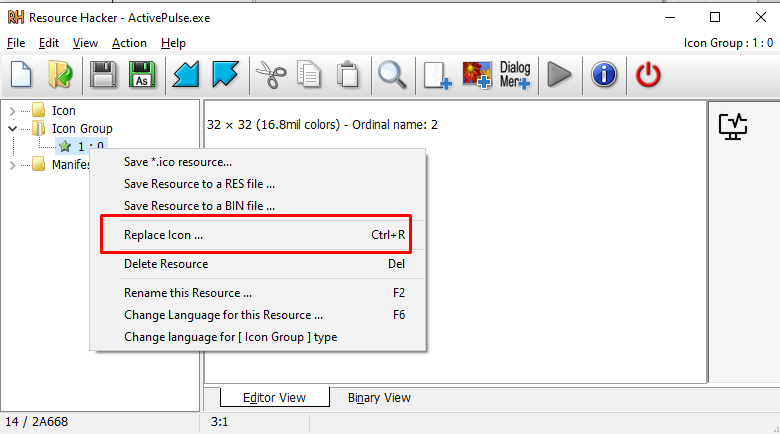 RH Resource Hacker - ActivePulse.exe
File Edit View Action Help Icon Group : 1 : 0
As Dialog
Menu
Icon
32 × 32 (16.8mil colors) - Ordinal name: 2
Icon Group
1 : 0
Manifes
Save *.ico resource...
Save Resource to a RES file ...
Save Resource to a BIN file ...
Replace Icon ... Ctrl+R
Delete Resource Del
Rename this Resource ... F2
Change Language for this Resource ... F6
Change language for [ Icon Group ] type
Editor View Binary View
14 / 2A668 3:1